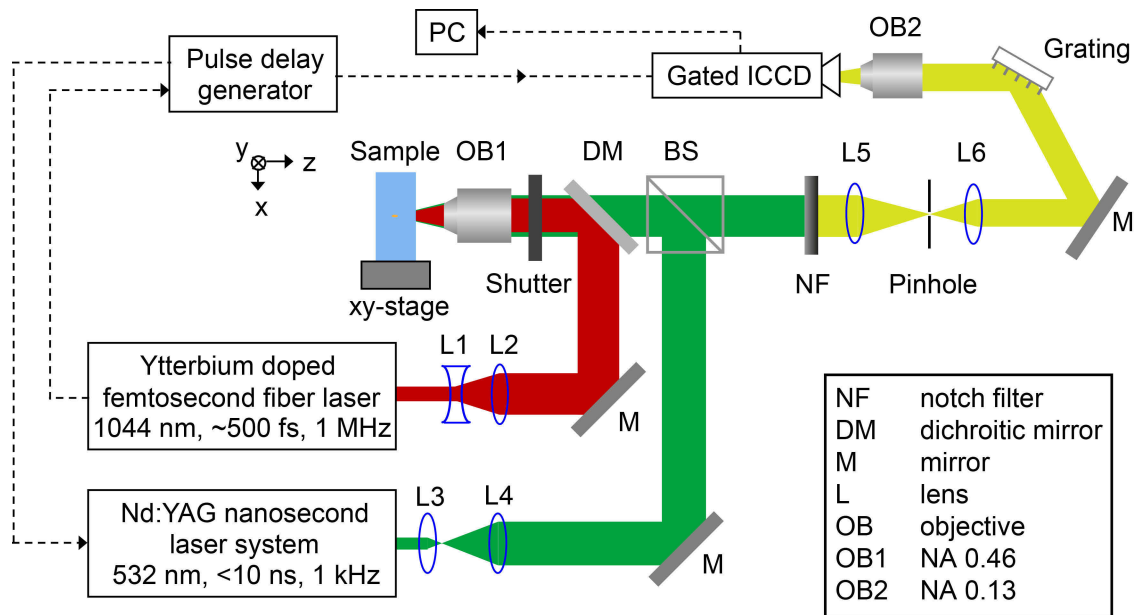 PC
OB2
Grating
Pulse delay
generator
Gated ICCD
y
z
x
Sample
OB1
DM
BS
L5
L6
M
Shutter
NF
Pinhole
xy-stage
L1
L2
Ytterbium doped
femtosecond fiber laser
1044 nm, ~500 fs, 1 MHz
M
L3
L4
Nd:YAG nanosecond
laser system
532 nm, <10 ns, 1 kHz
M
NF notch filter
DM dichroitic mirror
M mirror
L lens
OB objective
OB1 NA 0.46
OB2 NA 0.13